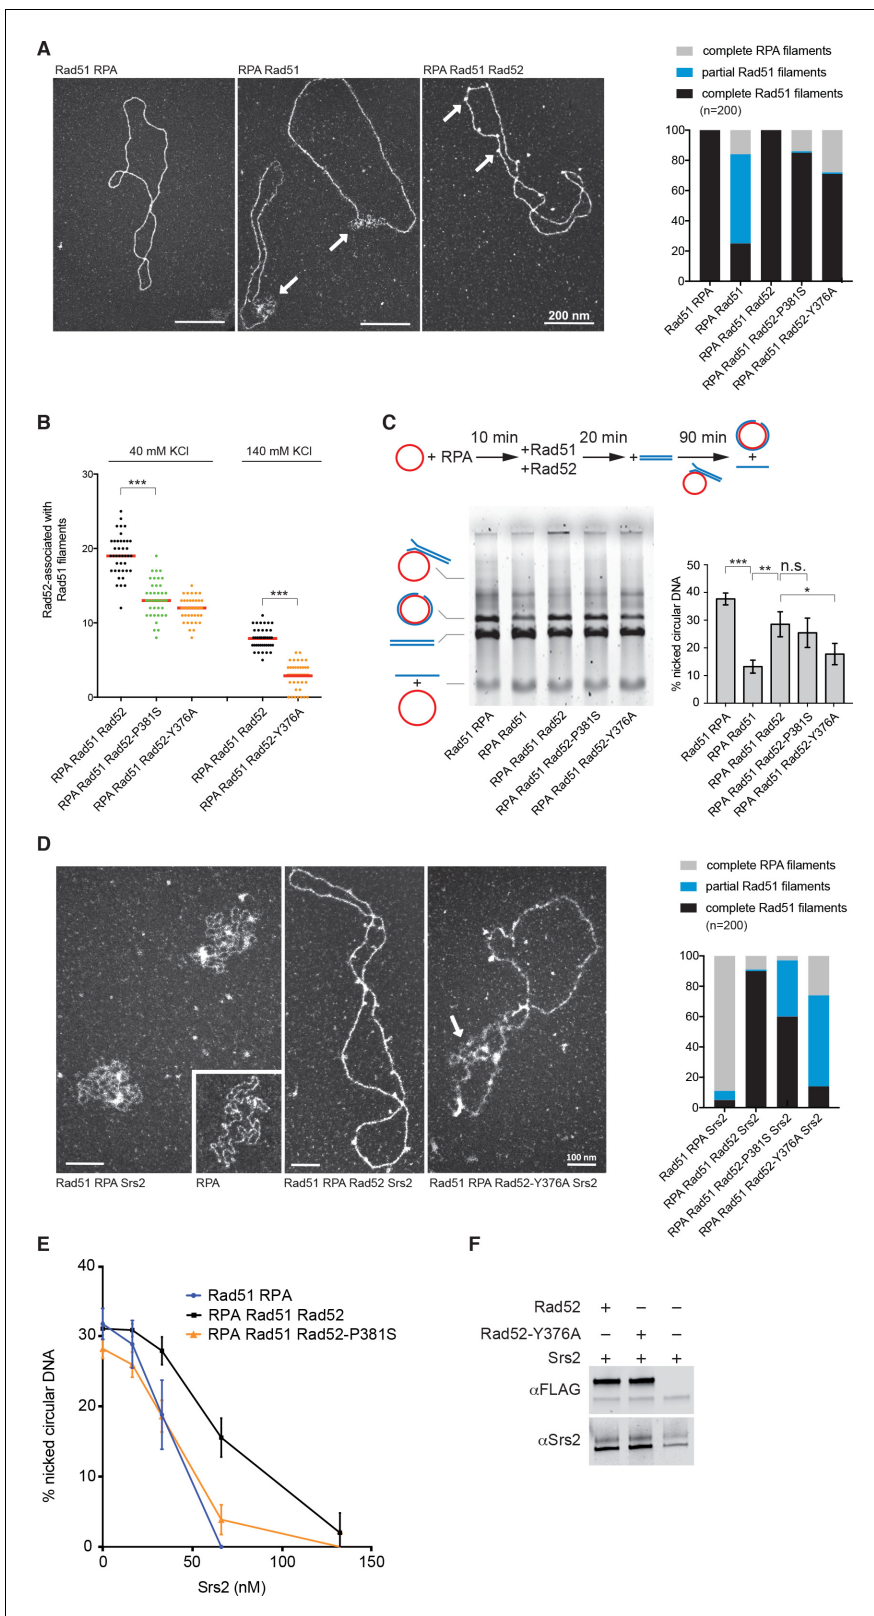 A
Rad51 RPA
RPA Rad51
RPA Rad51 Rad52
200 nm
complete RPA filaments
partial Rad51 filaments
complete Rad51 filaments
(n=200)
100
80
60
40
20
0
Rad51 RPA
RPA Rad51
RPA Rad51 Rad52
RPA Rad51 Rad52-P381S
RPA Rad51 Rad52-Y376A
B
40 mM KCl
140 mM KCl
Rad52-associated with
Rad51 filaments
30
20
10
0
***
***
RPA Rad51 Rad52
RPA Rad51 Rad52-P381S
RPA Rad51 Rad52-Y376A
RPA Rad51 Rad52
RPA Rad51 Rad52-Y376A
C
+ RPA
10 min
+Rad51
+Rad52
20 min
+
90 min
+
+
Rad51 RPA
RPA Rad51
RPA Rad51 Rad52
RPA Rad51 Rad52-P381S
RPA Rad51 Rad52-Y376A
% nicked circular DNA
50
40
30
20
10
0
*** ** n.s.
*
Rad51 RPA
RPA Rad51
RPA Rad51 Rad52
RPA Rad51 Rad52-P381S
RPA Rad51 Rad52-Y376A
D
100 nm
Rad51 RPA Srs2
RPA
Rad51 RPA Rad52 Srs2
Rad51 RPA Rad52-Y376A Srs2
complete RPA filaments
partial Rad51 filaments
complete Rad51 filaments
(n=200)
100
80
60
40
20
0
Rad51 RPA Srs2
RPA Rad51 Rad52 Srs2
RPA Rad51 Rad52-P381S Srs2
RPA Rad51 Rad52-Y376A Srs2
E
% nicked circular DNA
40
30
20
10
0
0
50
100
150
Srs2 (nM)
Rad51 RPA
RPA Rad51 Rad52
RPA Rad51 Rad52-P381S
F
Rad52 + – –
Rad52-Y376A – + –
Srs2 + + +
αFLAG
αSrs2